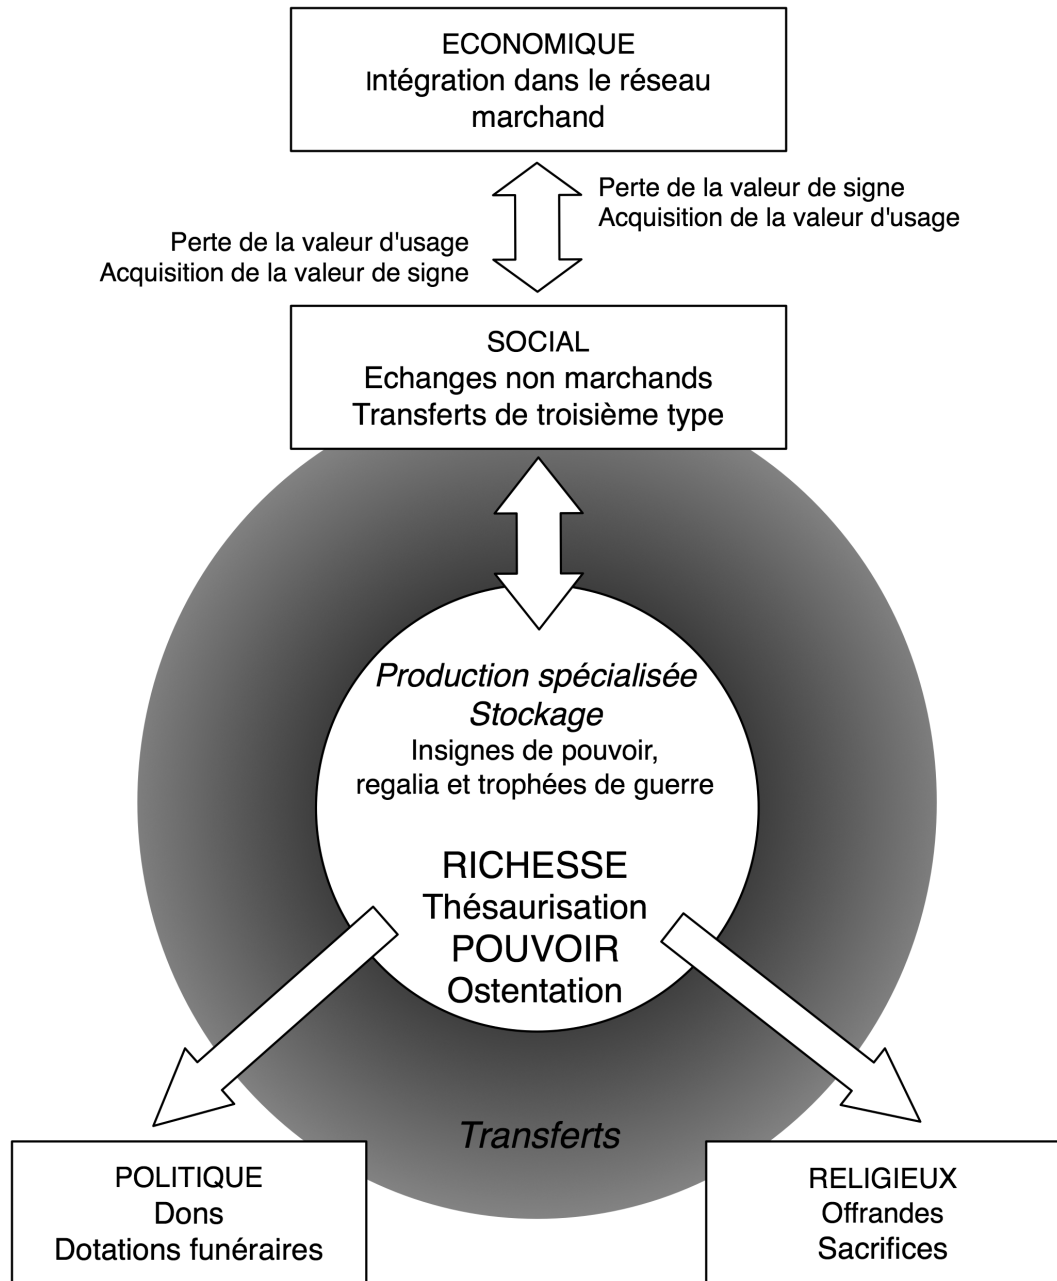 ECONOMIQUE
Intégration dans le réseau
marchand
Perte de la valeur de signe
Acquisition de la valeur d'usage
Perte de la valeur d'usage
Acquisition de la valeur de signe
SOCIAL
Echanges non marchands
Transferts de troisième type
Production spécialisée
Stockage
Insignes de pouvoir,
regalia et trophées de guerre
RICHESSE
Thésaurisation
POUVOIR
Ostentation
Transferts
POLITIQUE
Dons
Dotations funéraires
RELIGIEUX
Offrandes
Sacrifices